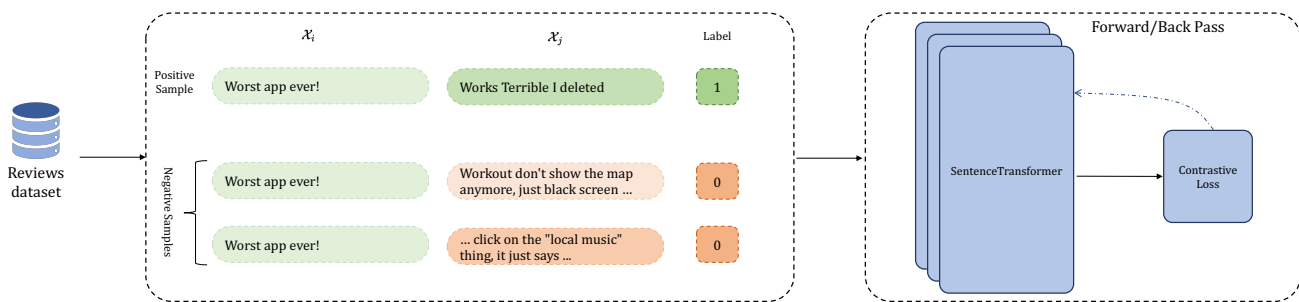 Reviews
dataset
𝒳i
𝒳j
Label
Positive
Sample
Worst app ever!
Works Terrible I deleted
1
Negative Samples
Worst app ever!
Workout don't show the map
anymore, just black screen ...
0
Worst app ever!
... click on the "local music"
thing, it just says ...
0
Forward/Back Pass
SentenceTransformer
Contrastive
Loss